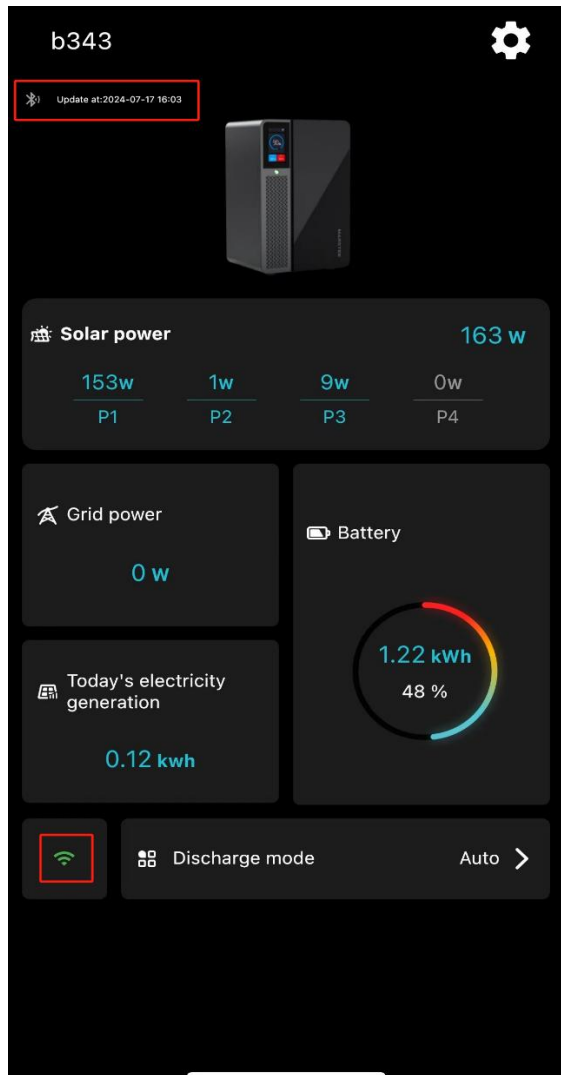 b343
Update at:2024-07-17 16:03
Solar power
163 w
153w 1w 9w 0w
P1 P2 P3 P4
Grid power
0 w
Battery
1.22 kWh
48 %
Today's electricity
generation
0.12 kwh
Discharge mode
Auto